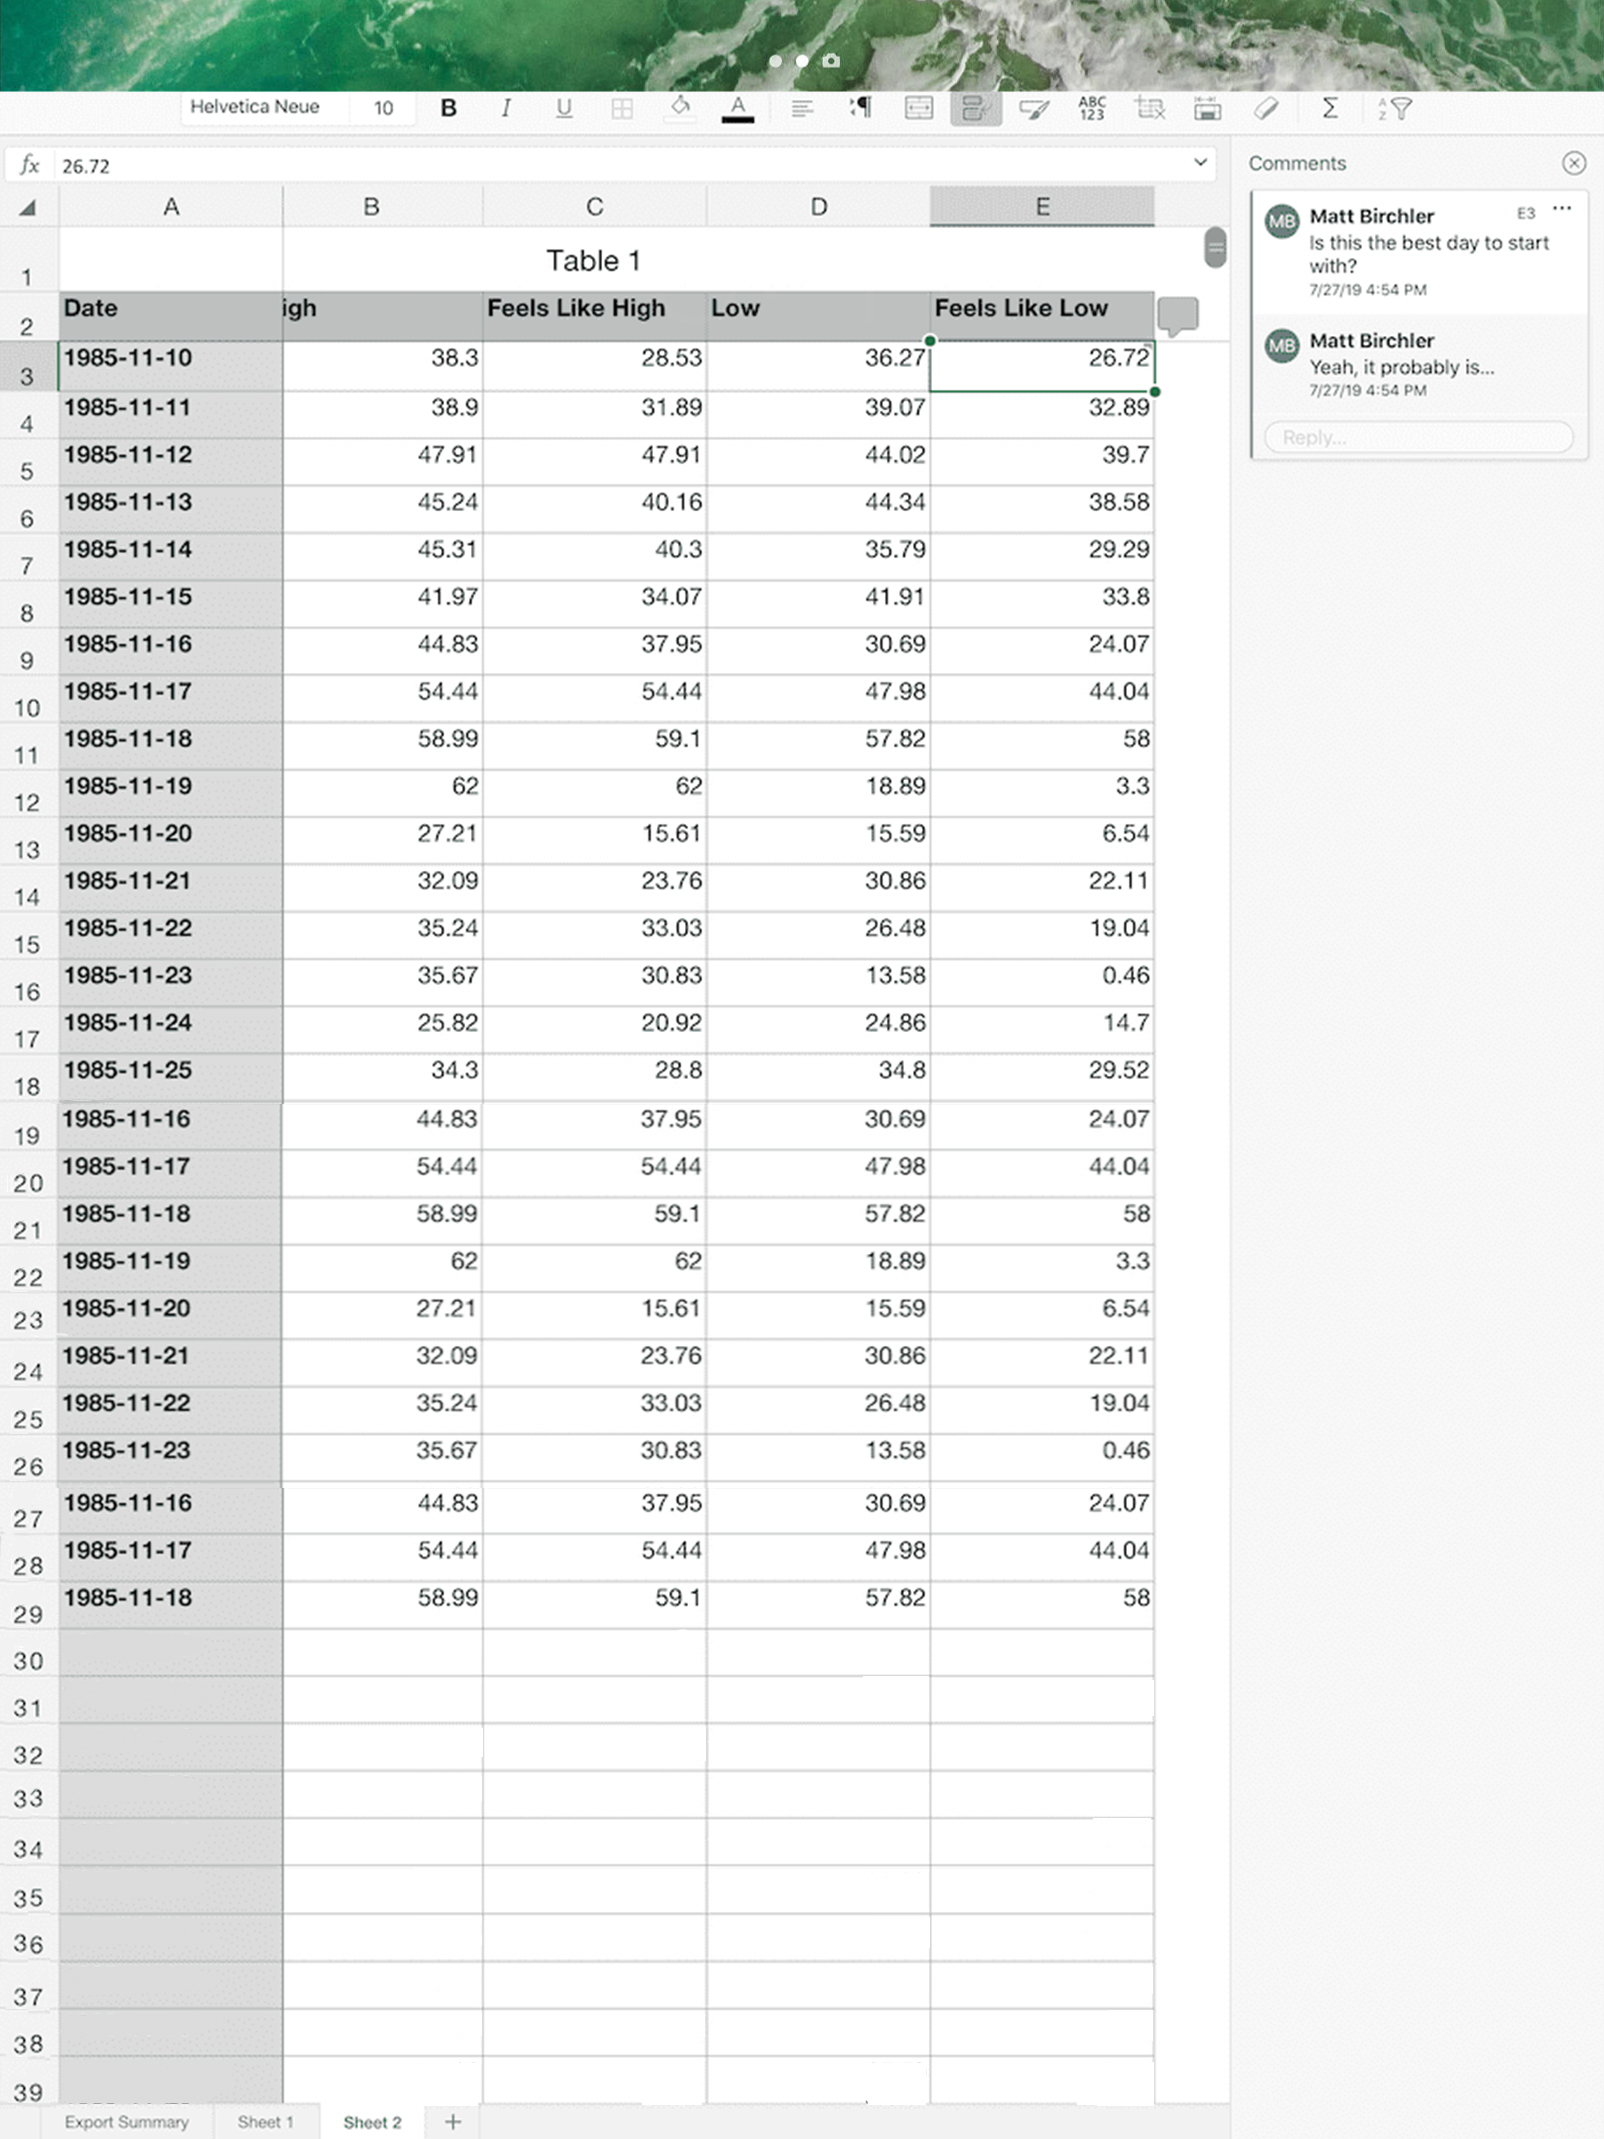 Helvetica Neue 10 B I U A ABC 123 Σ A Z
fx 26.72
Comments
MB Matt Birchler E3 ...
Is this the best day to start
with?
7/27/19 4:54 PM
MB Matt Birchler
Yeah, it probably is...
7/27/19 4:54 PM
Reply...
A B C D E
1 Table 1
2 Date igh Feels Like High Low Feels Like Low
3 1985-11-10 38.3 28.53 36.27 26.72
4 1985-11-11 38.9 31.89 39.07 32.89
5 1985-11-12 47.91 47.91 44.02 39.7
6 1985-11-13 45.24 40.16 44.34 38.58
7 1985-11-14 45.31 40.3 35.79 29.29
8 1985-11-15 41.97 34.07 41.91 33.8
9 1985-11-16 44.83 37.95 30.69 24.07
10 1985-11-17 54.44 54.44 47.98 44.04
11 1985-11-18 58.99 59.1 57.82 58
12 1985-11-19 62 62 18.89 3.3
13 1985-11-20 27.21 15.61 15.59 6.54
14 1985-11-21 32.09 23.76 30.86 22.11
15 1985-11-22 35.24 33.03 26.48 19.04
16 1985-11-23 35.67 30.83 13.58 0.46
17 1985-11-24 25.82 20.92 24.86 14.7
18 1985-11-25 34.3 28.8 34.8 29.52
19 1985-11-16 44.83 37.95 30.69 24.07
20 1985-11-17 54.44 54.44 47.98 44.04
21 1985-11-18 58.99 59.1 57.82 58
22 1985-11-19 62 62 18.89 3.3
23 1985-11-20 27.21 15.61 15.59 6.54
24 1985-11-21 32.09 23.76 30.86 22.11
25 1985-11-22 35.24 33.03 26.48 19.04
26 1985-11-23 35.67 30.83 13.58 0.46
27 1985-11-16 44.83 37.95 30.69 24.07
28 1985-11-17 54.44 54.44 47.98 44.04
29 1985-11-18 58.99 59.1 57.82 58
30
31
32
33
34
35
36
37
38
39
Export Summary Sheet 1 Sheet 2 +